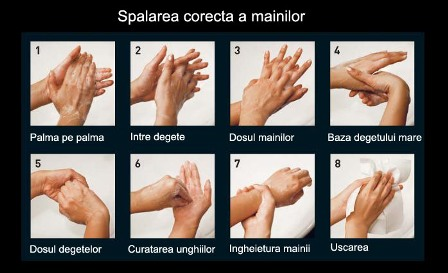 Spalarea corecta a mainilor
1
2
3
4
Palma pe palma
Intre degete
Dosul mainilor
Baza degetului mare
5
6
7
8
Dosul degetelor
Curatarea unghiilor
Ingheietura mainii
Uscarea